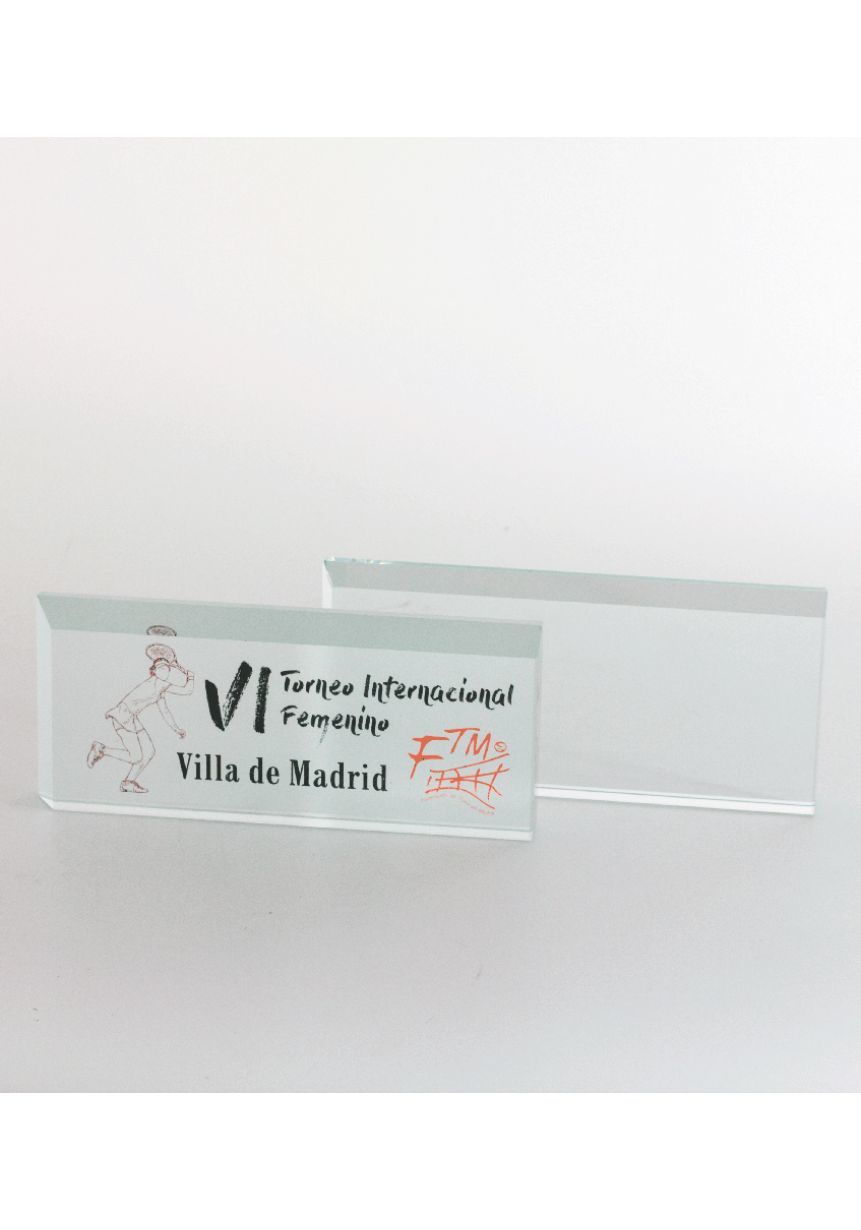 VI Torneo Internacional
Femenino
Villa de Madrid
FTM